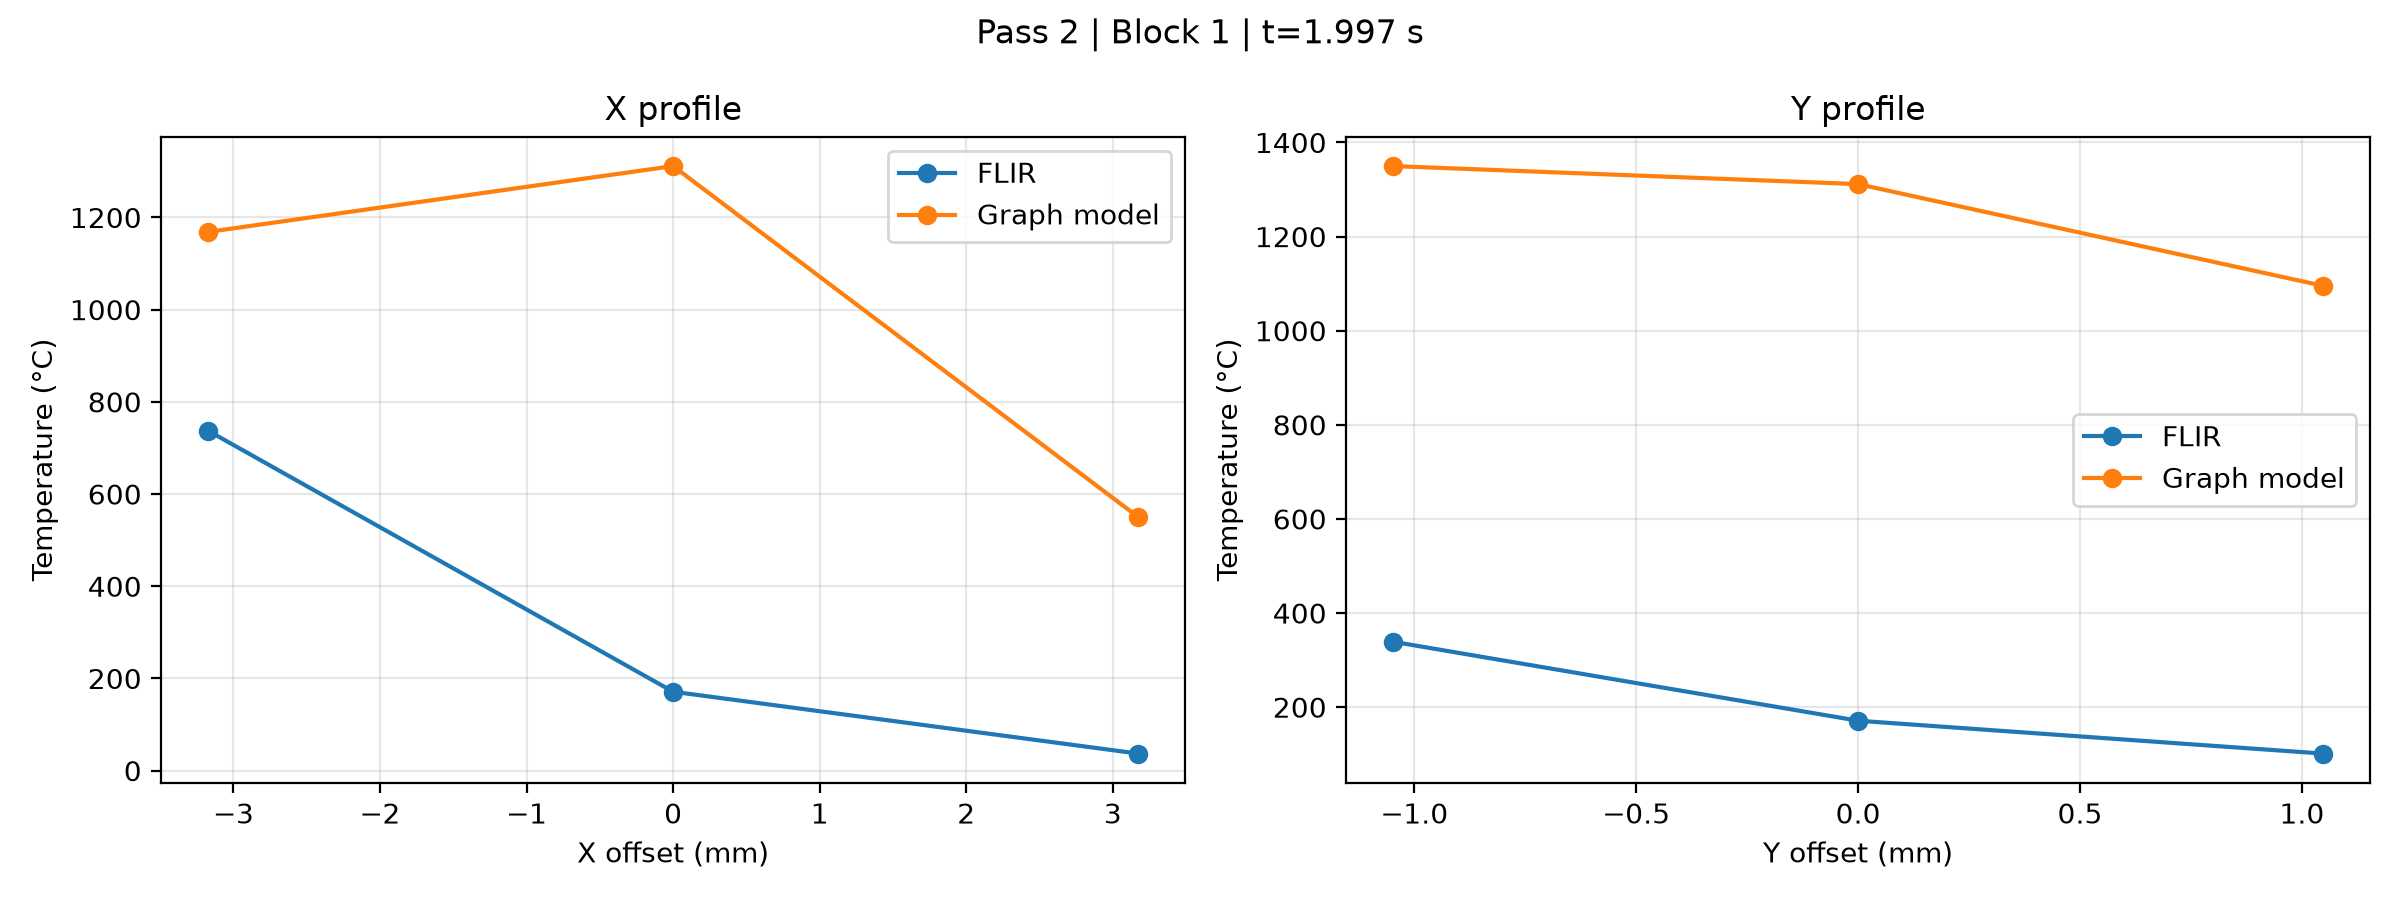 Pass 2 | Block 1 | t=1.997 s
X profile
FLIR
Graph model
1200
1000
800
600
400
200
0
Temperature (°C)
−3 −2 −1 0 1 2 3
X offset (mm)
Y profile
FLIR
Graph model
1400
1200
1000
800
600
400
200
Temperature (°C)
−1.0 −0.5 0.0 0.5 1.0
Y offset (mm)